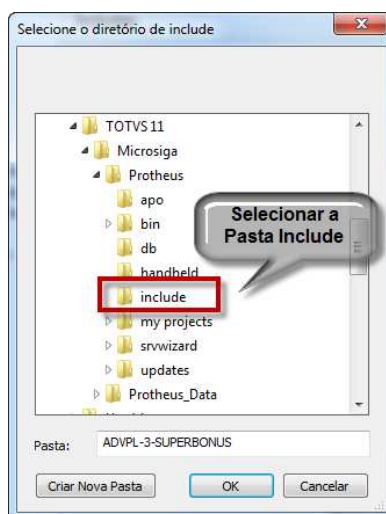 Selecione o diretório de include
TOTVS 11
Microsiga
Protheus
apo
bin
db
handheld
include
my projects
srvwizard
updates
Protheus_Data
Selecionar a
Pasta Include
Pasta: ADVPL-3-SUPERBONUS
Criar Nova Pasta OK Cancelar